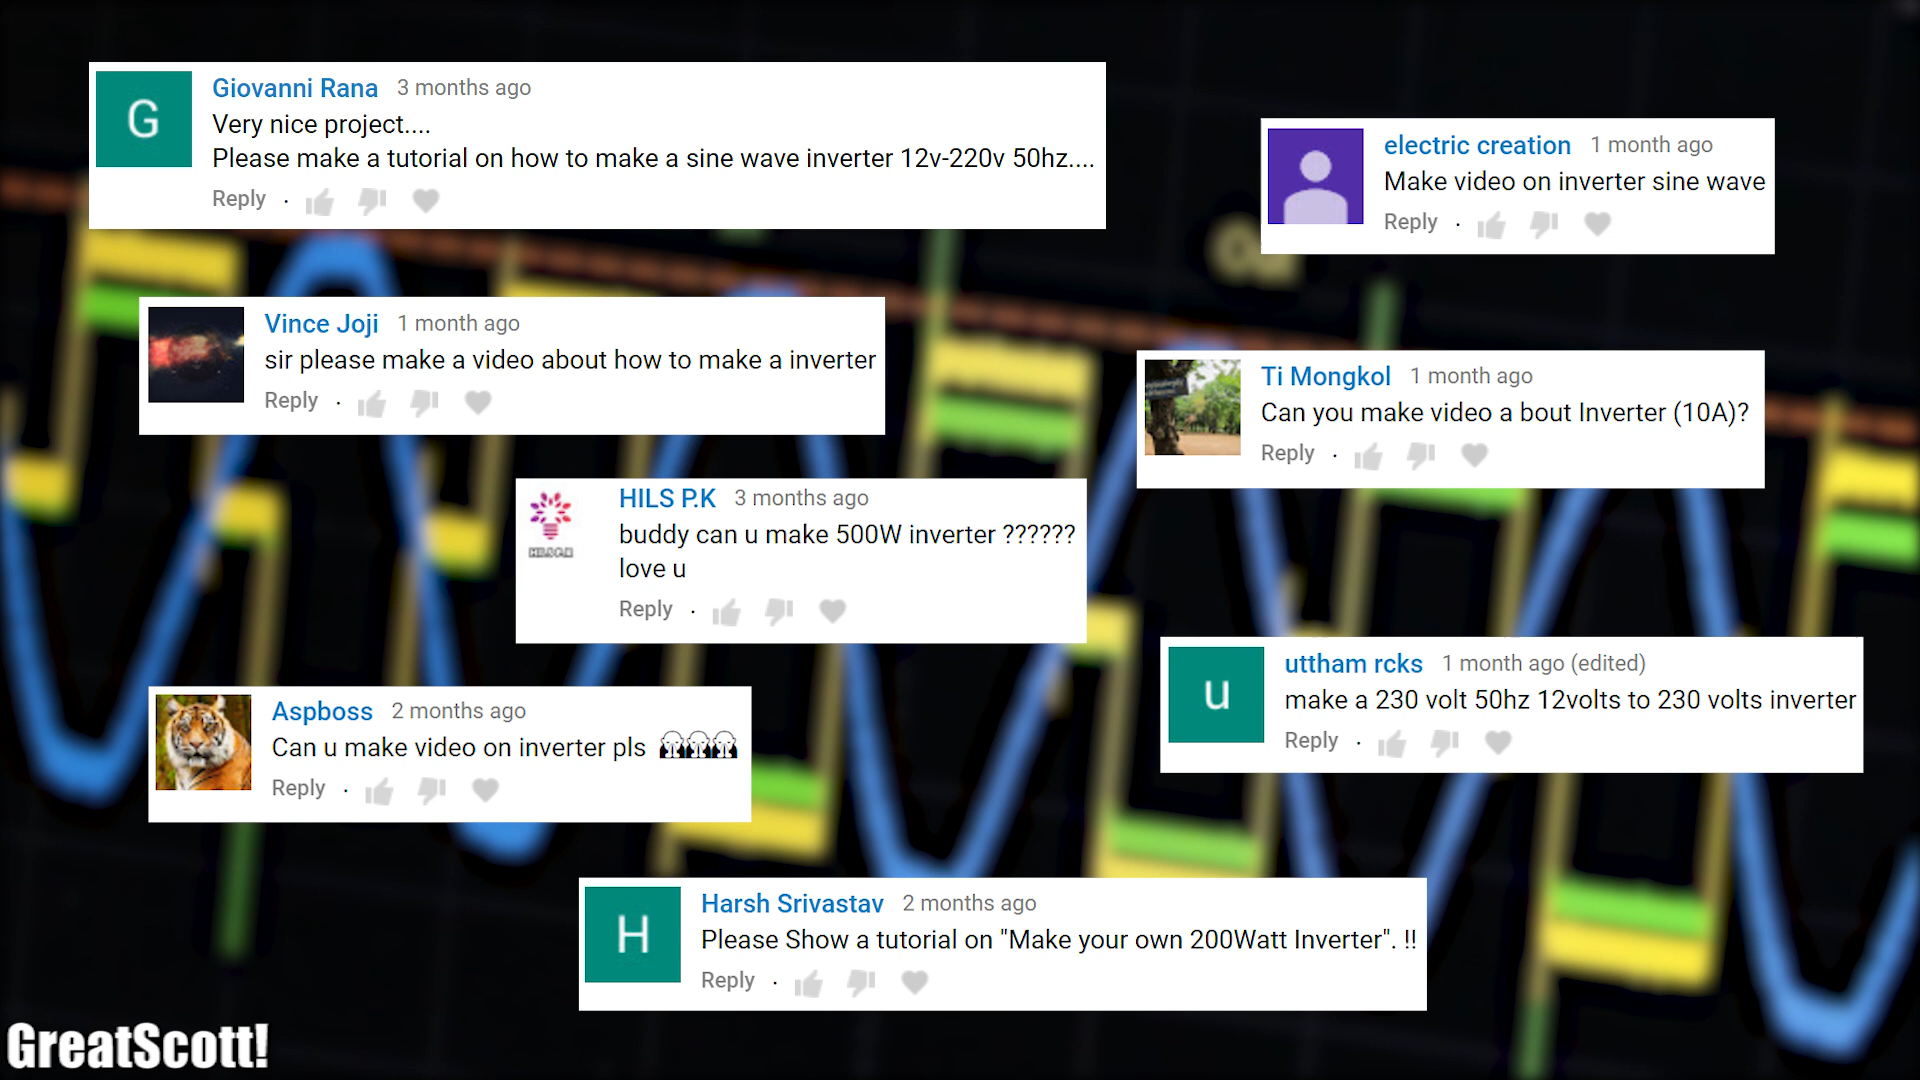 Giovanni Rana 3 months ago
G
Very nice project....
Please make a tutorial on how to make a sine wave inverter 12v-220v 50hz....
Reply ·
electric creation 1 month ago
Make video on inverter sine wave
Reply ·
Vince Joji 1 month ago
sir please make a video about how to make a inverter
Reply ·
Ti Mongkol 1 month ago
Can you make video a bout Inverter (10A)?
Reply ·
HILS P.K 3 months ago
buddy can u make 500W inverter ??????
love u
HILS P.K
Reply ·
uttham rcks 1 month ago (edited)
u
make a 230 volt 50hz 12volts to 230 volts inverter
Reply ·
Aspboss 2 months ago
Can u make video on inverter pls
Reply ·
Harsh Srivastav 2 months ago
H
Please Show a tutorial on "Make your own 200Watt Inverter". !!
Reply ·
GreatScott!